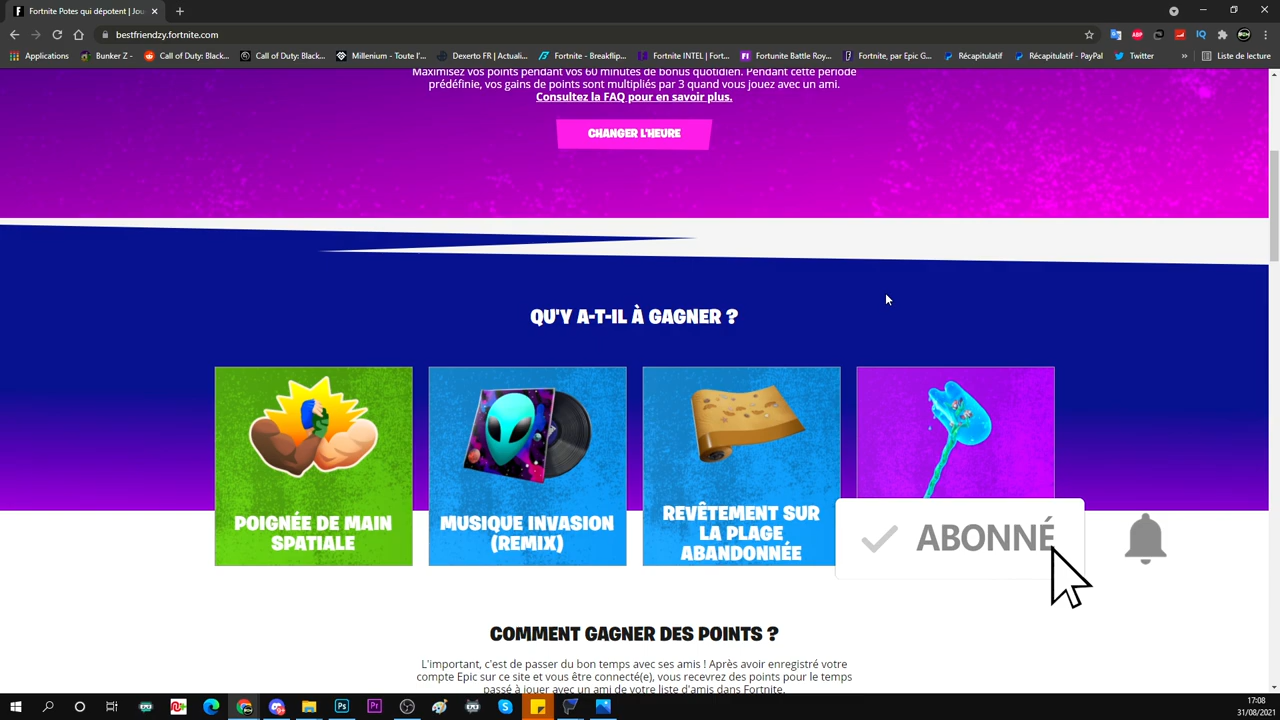 Fortnite Potes qui dépotent | Jou
bestfriendzy.fortnite.com
Applications
Bunker Z -
Call of Duty: Black...
Call of Duty: Black...
Millenium - Toute l'...
Dexerto FR | Actuali...
Fortnite - Breakflip...
Fortnite INTEL | Fort...
Fortunite Battle Roy...
Fortnite, par Epic G...
Récapitulatif
Récapitulatif - PayPal
Twitter
»
Liste de lecture
Maximisez vos points pendant vos 60 minutes de bonus quotidien. Pendant cette période
prédéfinie, vos gains de points sont multipliés par 3 quand vous jouez avec un ami.
Consultez la FAQ pour en savoir plus.
CHANGER L'HEURE
QU'Y A-T-IL À GAGNER ?
POIGNÉE DE MAIN
SPATIALE
MUSIQUE INVASION
(REMIX)
REVÊTEMENT SUR
LA PLAGE
ABANDONNÉE
ABONNÉ
COMMENT GAGNER DES POINTS ?
L'important, c'est de passer du bon temps avec ses amis ! Après avoir enregistré votre
compte Epic sur ce site et vous être connecté(e), vous recevrez des points pour le temps
passé à jouer avec un ami de votre liste d'amis dans Fortnite.
17:08
31/08/2021